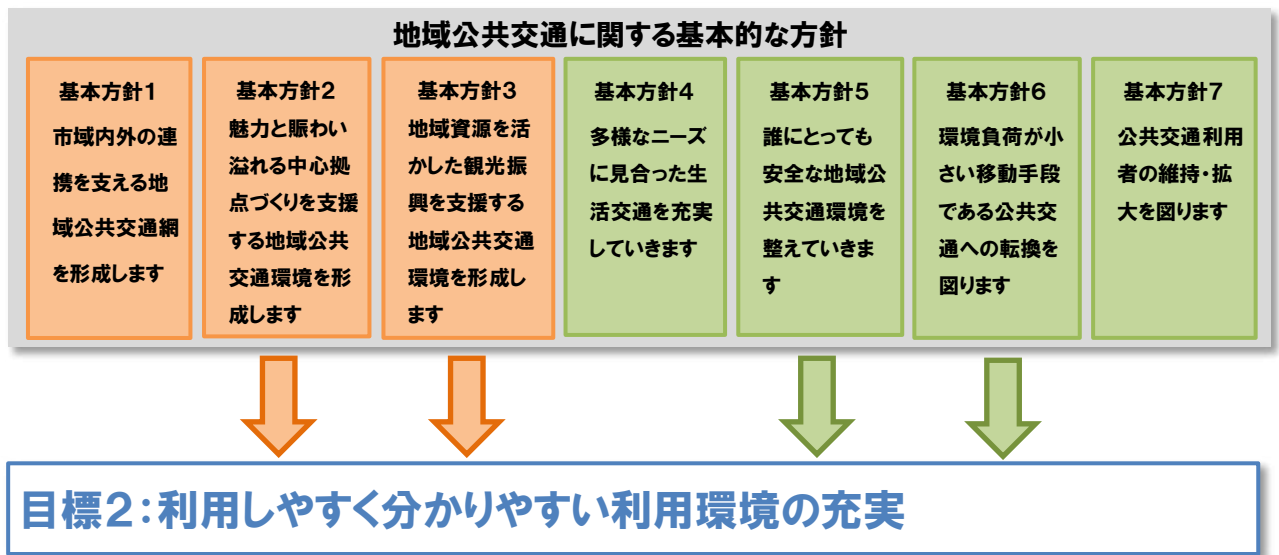 地域公共交通に関する基本的な方針
基本方針1
市域内外の連
携を支える地
域公共交通網
を形成します
基本方針2
魅力と賑わい
溢れる中心拠
点づくりを支援
する地域公共
交通環境を形
成します
基本方針3
地域資源を活
かした観光振
興を支援する
地域公共交通
環境を形成し
ます
基本方針4
多様なニーズ
に見合った生
活交通を充実
していきます
基本方針5
誰にとっても
安全な地域公
共交通環境を
整えていきま
す
基本方針6
環境負荷が小
さい移動手段
である公共交
通への転換を
図ります
基本方針7
公共交通利用
者の維持・拡
大を図ります
目標2:利用しやすく分かりやすい利用環境の充実